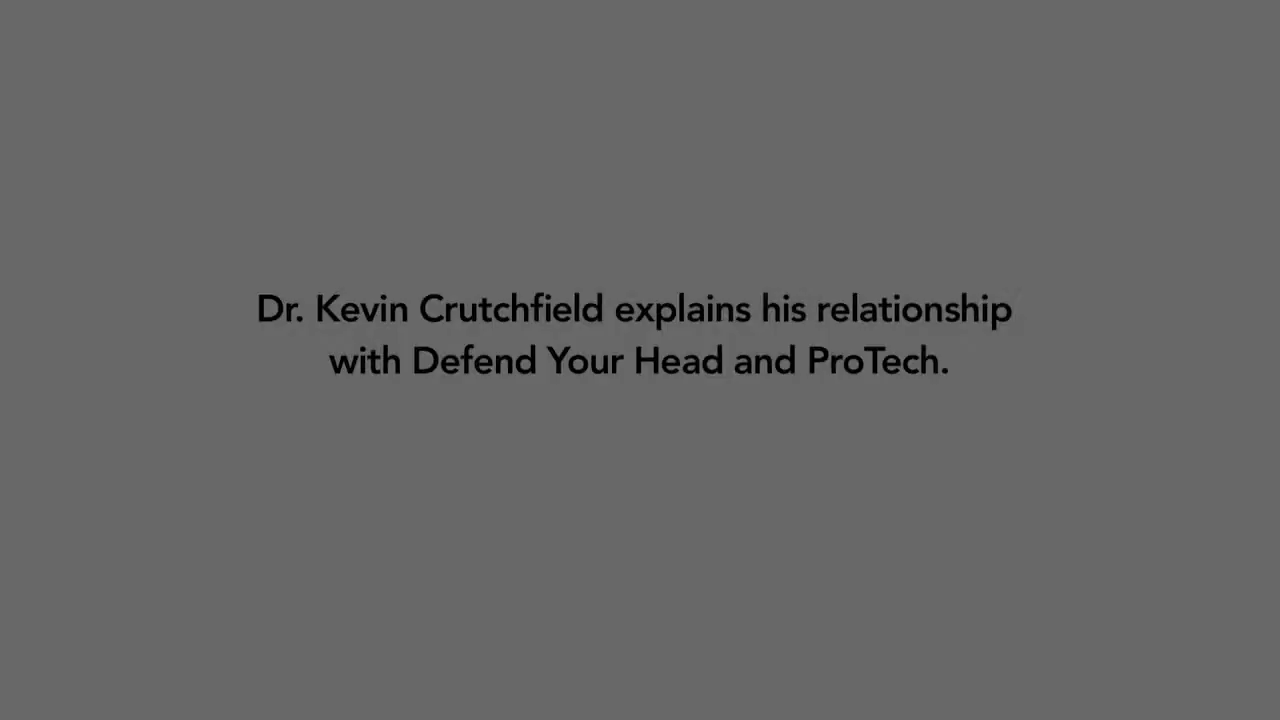 Dr. Kevin Crutchfield explains his relationship
with Defend Your Head and ProTech.